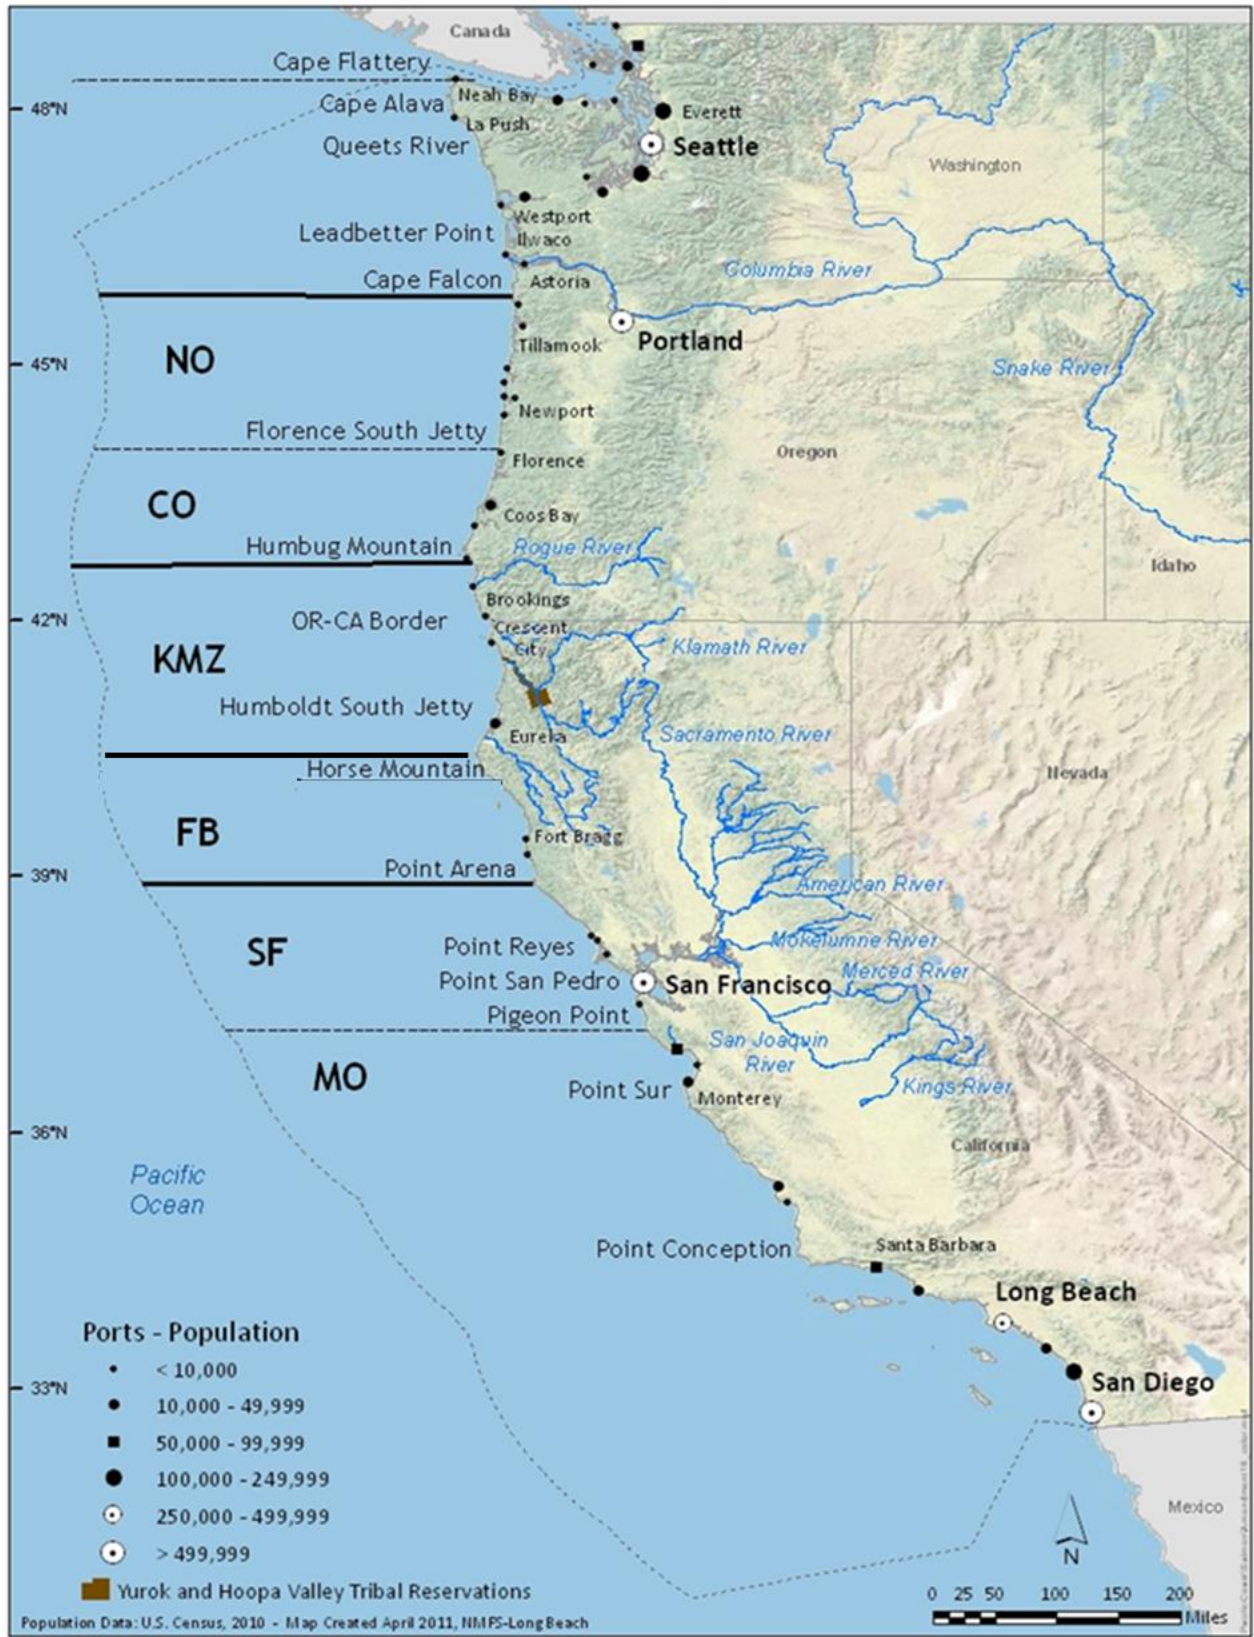 Canada
Cape Flattery
Neah Bay
Cape Alava
48°N
La Push
Everett
Queets River
Seattle
Washington
Westport
Leadbetter Point
Ilwaco
Columbia River
Cape Falcon
Astoria
Portland
Tillamook
NO
45°N
Snake River
Newport
Florence South Jetty
Oregon
Florence
CO
Coos Bay
Humbug Mountain
Rogue River
Idaho
Brookings
42°N
OR-CA Border
Crescent
City
Klamath River
KMZ
Humboldt South Jetty
Eureka
Sacramento River
Horse Mountain
Nevada
FB
Fort Bragg
Point Arena
39°N
American River
SF
Point Reyes
Mokelumne River
Merced River
Point San Pedro
San Francisco
Pigeon Point
San Joaquin
River
MO
Point Sur
Kings River
Monterey
36°N
California
Pacific
Ocean
Point Conception
Santa Barbara
Long Beach
Ports - Population
< 10,000
33°N
San Diego
10,000 - 49,999
50,000 - 99,999
100,000 - 249,999
250,000 - 499,999
> 499,999
Mexico
N
Yurok and Hoopa Valley Tribal Reservations
0 25 50 100 150 200
Miles
Population Data: U.S. Census, 2010 - Map Created April 2011, NMFS-Long Beach